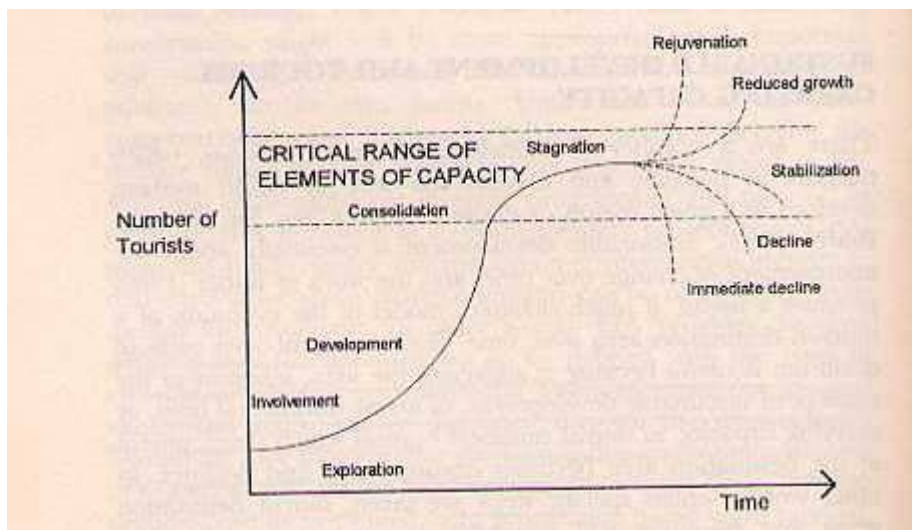 Rejuvenation
Reduced growth
CRITICAL RANGE OF
ELEMENTS OF CAPACITY
Stagnation
Stabilization
Consolidation
Number of
Tourists
Decline
Immediate decline
Development
Involvement
Exploration
Time